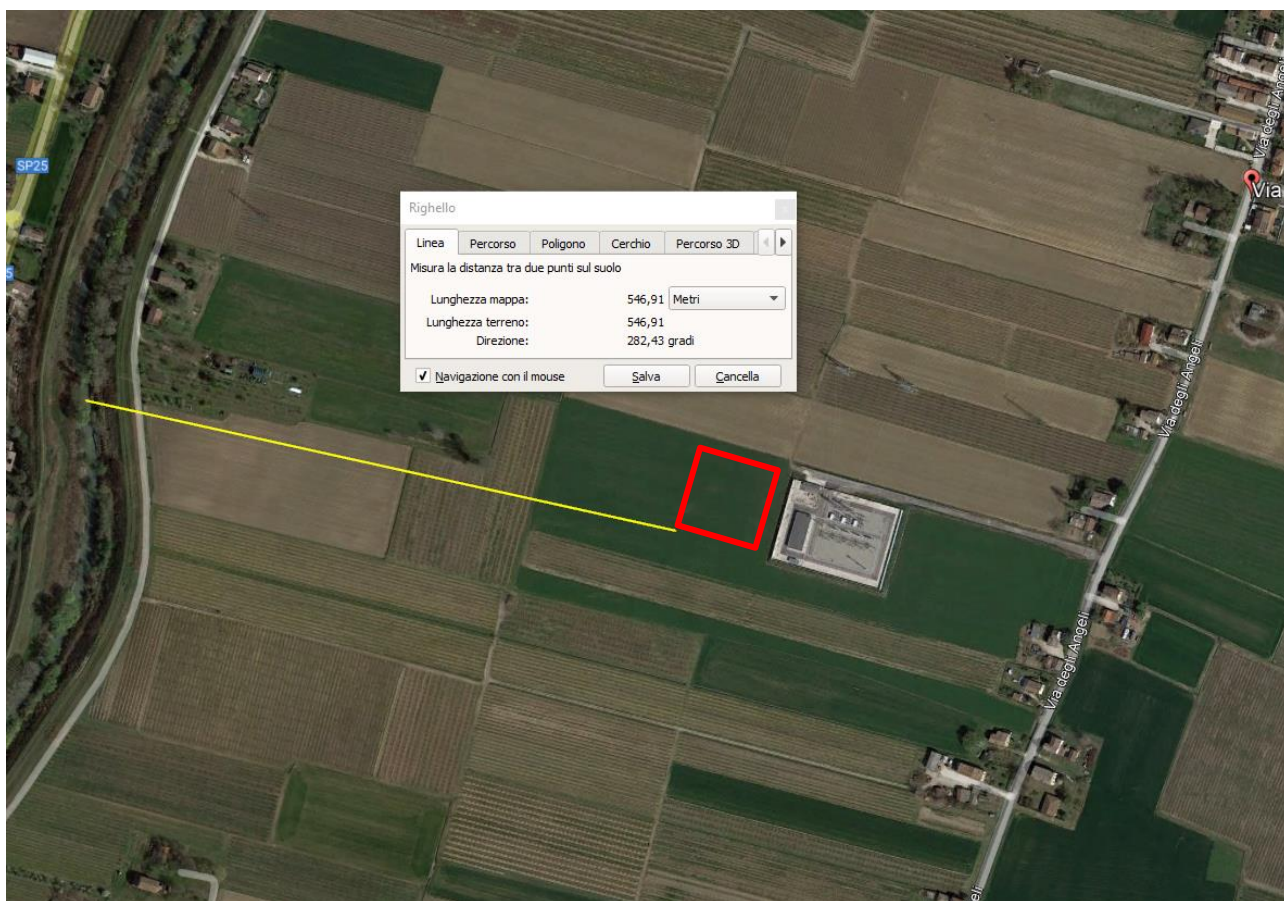 SP25
5
Via degli Angeli
Via
Righello
Linea Percorso Poligono Cerchio Percorso 3D
Misura la distanza tra due punti sul suolo
Lunghezza mappa: 546,91 Metri
Lunghezza terreno: 546,91
Direzione: 282,43 gradi
Navigazione con il mouse Salva Cancella
Via degli Angeli
Via degli Angeli
eli